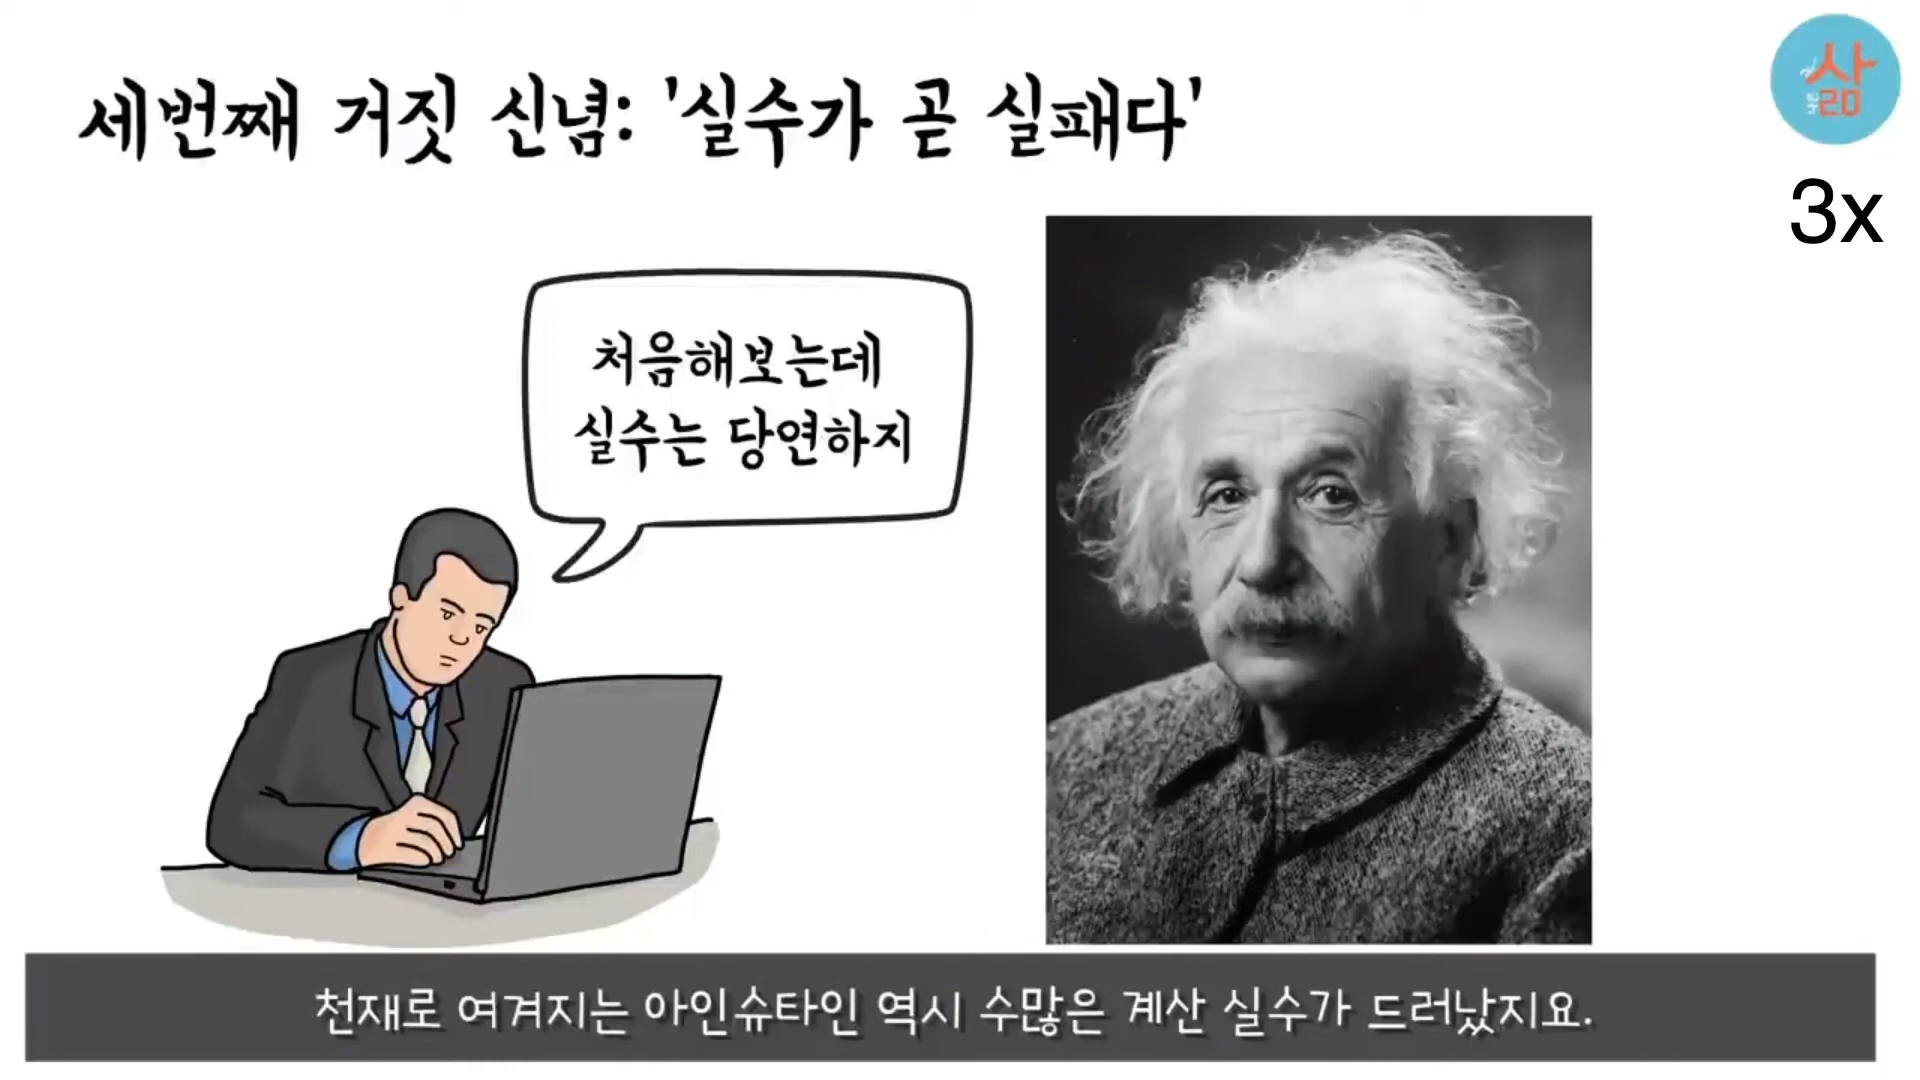 세번째 거짓 신념: '실수가 곧 실패다'
삶
3x
처음해보는데
실수는 당연하지
천재로 여겨지는 아인슈타인 역시 수많은 계산 실수가 드러났지요.